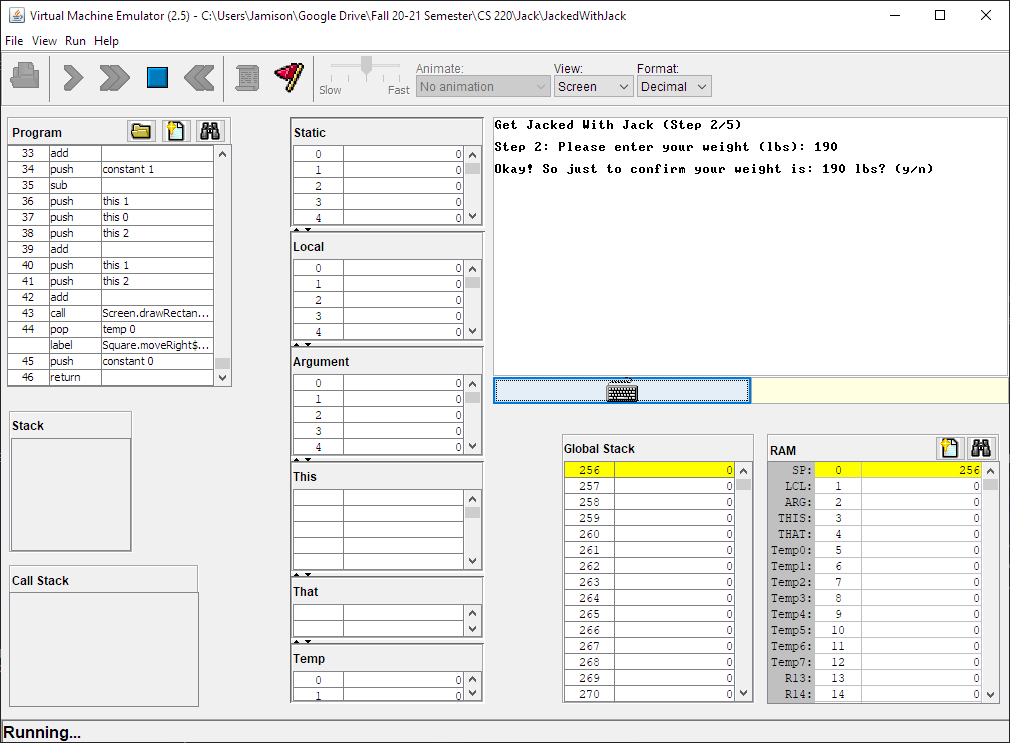 Virtual Machine Emulator (2.5) - C:\Users\Jamison\Google Drive\Fall 20-21 Semester\CS 220\Jack\JackedWithJack
File View Run Help
Animate: View: Format:
Slow Fast No animation Screen Decimal
Program
33 add
34 push constant 1
35 sub
36 push this 1
37 push this 0
38 push this 2
39 add
40 push this 1
41 push this 2
42 add
43 call Screen.drawRectan...
44 pop temp 0
label Square.moveRight$...
45 push constant 0
46 return
Stack
Call Stack
Static
0 0
1 0
2 0
3 0
4 0
Local
0 0
1 0
2 0
3 0
4 0
Argument
0 0
1 0
2 0
3 0
4 0
This
That
Temp
0 0
1 0
Get Jacked With Jack (Step 2/5)
Step 2: Please enter your weight (lbs): 190
Okay! So just to confirm your weight is: 190 lbs? (y/n)
Global Stack
256 0
257 0
258 0
259 0
260 0
261 0
262 0
263 0
264 0
265 0
266 0
267 0
268 0
269 0
270 0
RAM
SP: 0 256
LCL: 1 0
ARG: 2 0
THIS: 3 0
THAT: 4 0
Temp0: 5 0
Temp1: 6 0
Temp2: 7 0
Temp3: 8 0
Temp4: 9 0
Temp5: 10 0
Temp6: 11 0
Temp7: 12 0
R13: 13 0
R14: 14 0
Running...